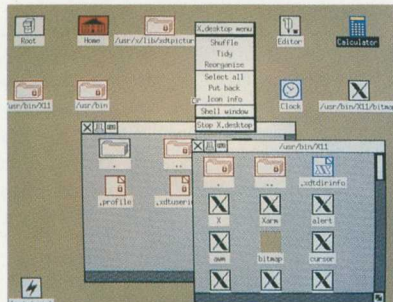 Root
Home
/usr/x/lib/xdtpictur
X.desktop menu
Editor
Calculator
Shuffle
Tidy
Reorganise
Select all
Put back
Icon info
Shell window
Stop X.desktop
/usr/bin/X11
/usr/bin
Clock
/usr/bin/X11/bitma
/usr/bin/X11
.
..
.profile
.xdtuseri
.
..
.xdtdirinfo
X
Xarm
alert
awm
bitmap
cursor